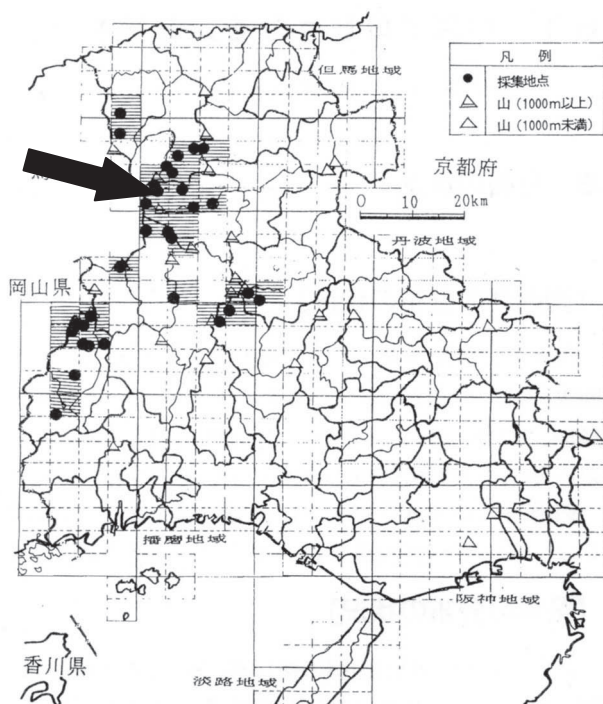 凡 例
採集地点
山（1000m以上）
山（1000m未満）
但馬地域
京都府
0 10 20km
丹波地域
岡山県
播磨地域
阪神地域
香川県
淡路地域